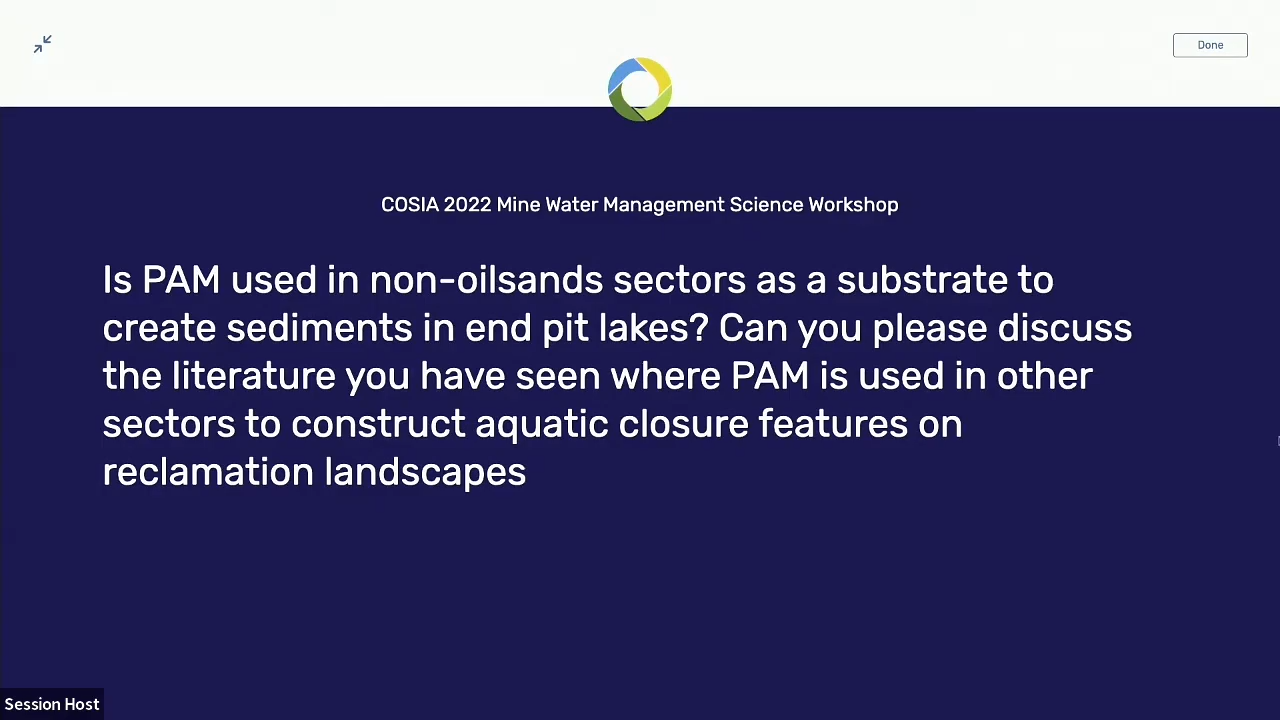 Done
COSIA 2022 Mine Water Management Science Workshop
Is PAM used in non-oilsands sectors as a substrate to
create sediments in end pit lakes? Can you please discuss
the literature you have seen where PAM is used in other
sectors to construct aquatic closure features on
reclamation landscapes
Session Host